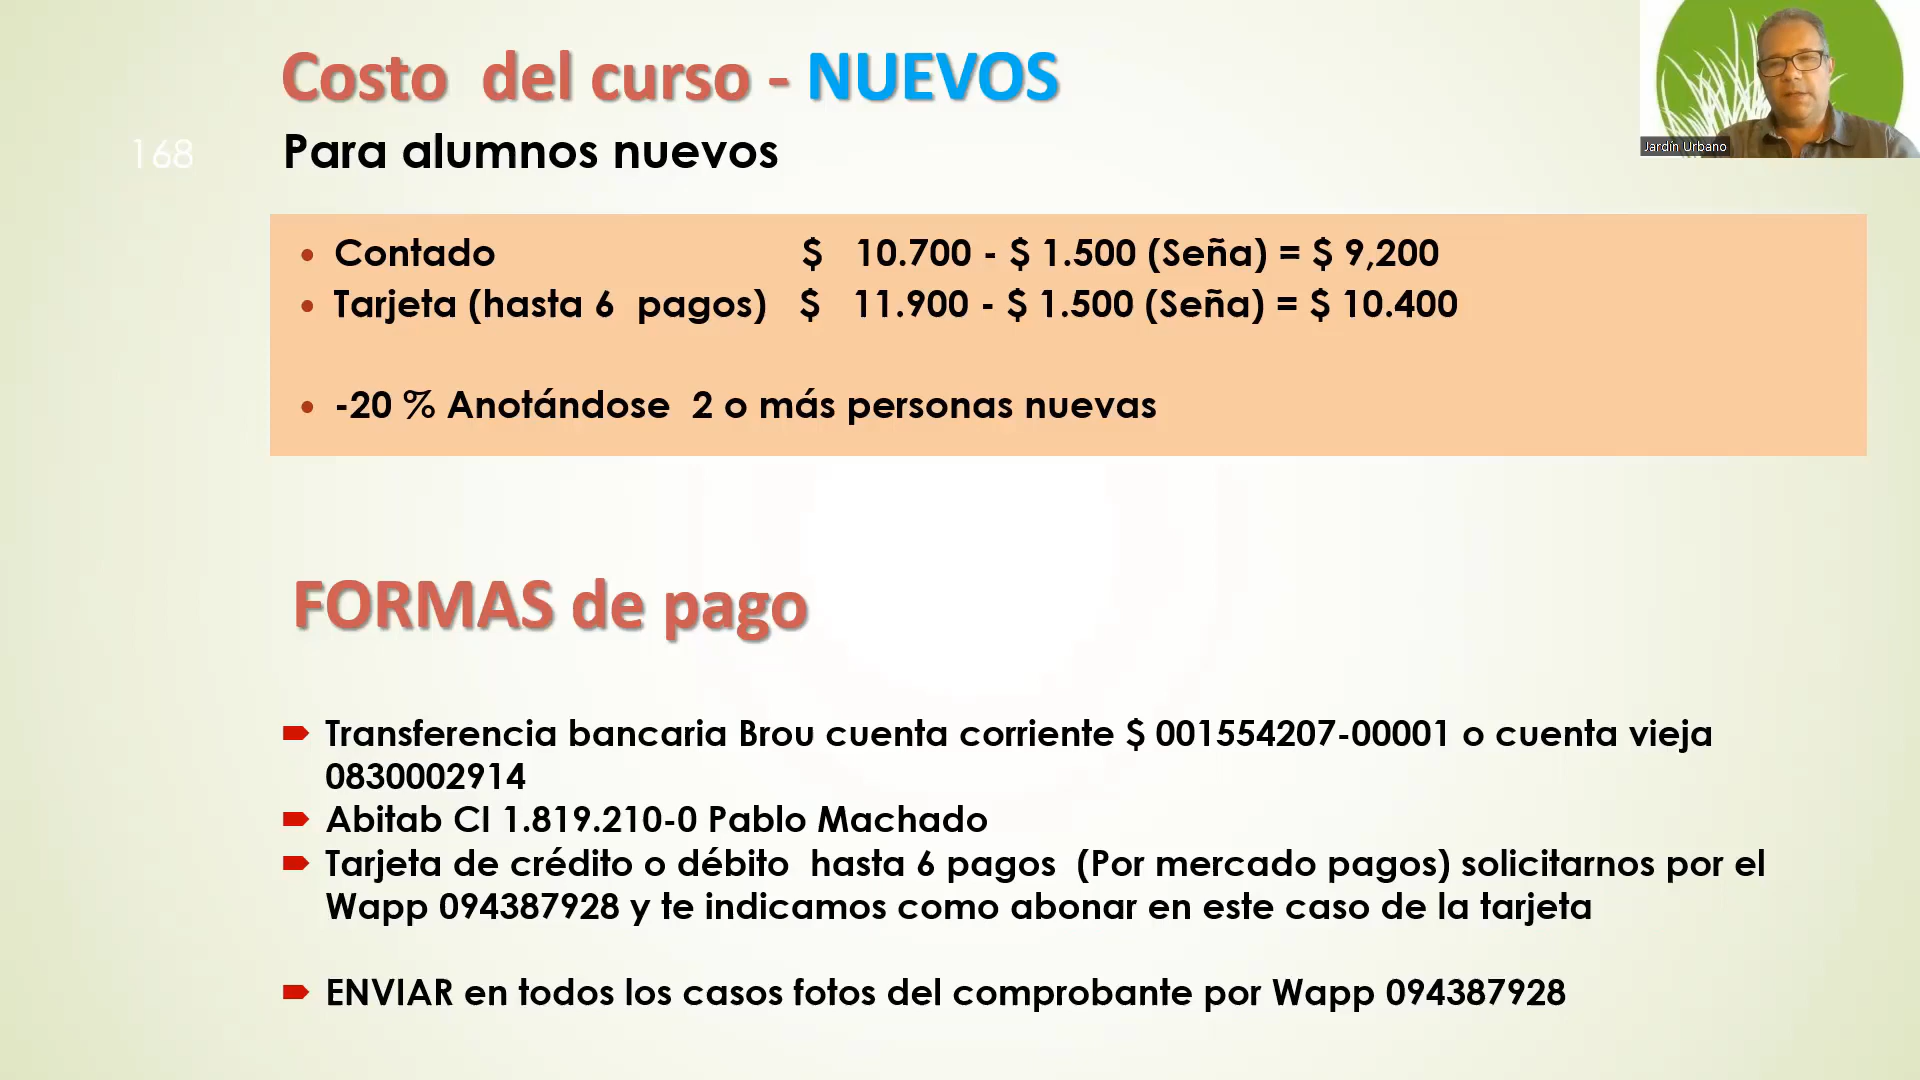 Costo del curso - NUEVOS
Jardín Urbano
168
Para alumnos nuevos
• Contado $ 10.700 - $ 1.500 (Seña) = $ 9,200
• Tarjeta (hasta 6 pagos) $ 11.900 - $ 1.500 (Seña) = $ 10.400
• -20 % Anotándose 2 o más personas nuevas
FORMAS de pago
Transferencia bancaria Brou cuenta corriente $ 001554207-00001 o cuenta vieja
0830002914
Abitab CI 1.819.210-0 Pablo Machado
Tarjeta de crédito o débito hasta 6 pagos (Por mercado pagos) solicitarnos por el
Wapp 094387928 y te indicamos como abonar en este caso de la tarjeta
ENVIAR en todos los casos fotos del comprobante por Wapp 094387928